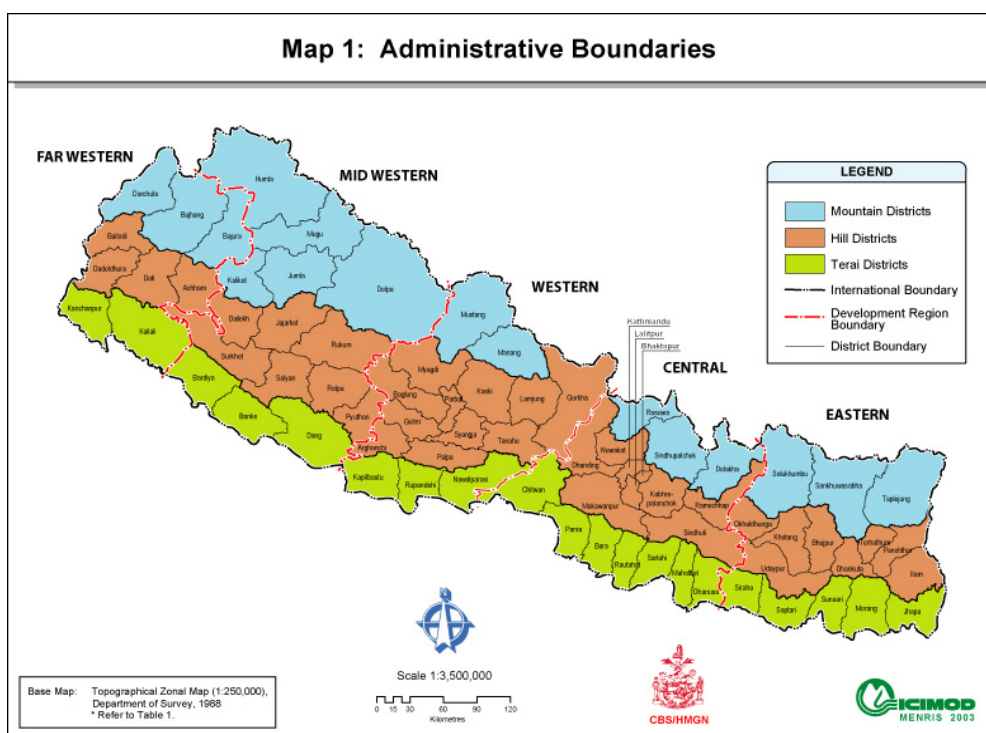 Map 1: Administrative Boundaries
FAR WESTERN
MID WESTERN
WESTERN
CENTRAL
EASTERN
LEGEND
Mountain Districts
Hill Districts
Terai Districts
International Boundary
Development Region
Boundary
District Boundary
Kathmandu
Lalitpur
Bhaktapur
Darchula
Bajhang
Bajura
Humla
Mugu
Kalikot
Jumla
Dolpa
Mustang
Manang
Baitadi
Dadeldhura
Doti
Achham
Dailekh
Jajarkot
Rukum
Surkhet
Salyan
Rolpa
Pyuthan
Kanchanpur
Kailali
Bardiya
Banke
Dang
Myagdi
Baglung
Parbat
Kaski
Lamjung
Gorkha
Gulmi
Syangja
Tanahu
Palpa
Kapilbastu
Rupandehi
Nawalparasi
Chitwan
Rasuwa
Nuwakot
Sindhupalchok
Dolakha
Dhanding
Makawanpur
Kabhre-
palanchok
Ramechhap
Sindhuli
Parsa
Bara
Rautahat
Sarlahi
Mahottari
Dhanusa
Solukhumbu
Sankhuwasabha
Taplejung
Okhaldhunga
Khotang
Bhojpur
Terhathum
Panchthar
Udaypur
Dhankuta
Ilam
Siraha
Saptari
Sunsari
Morang
Jhapa
Scale 1:3,500,000
0 15 30 60 90 120
Kilometres
Base Map: Topographical Zonal Map (1:250,000),
Department of Survey, 1988
* Refer to Table 1.
CBS/HMGN
ICIMOD
MENRIS 2003